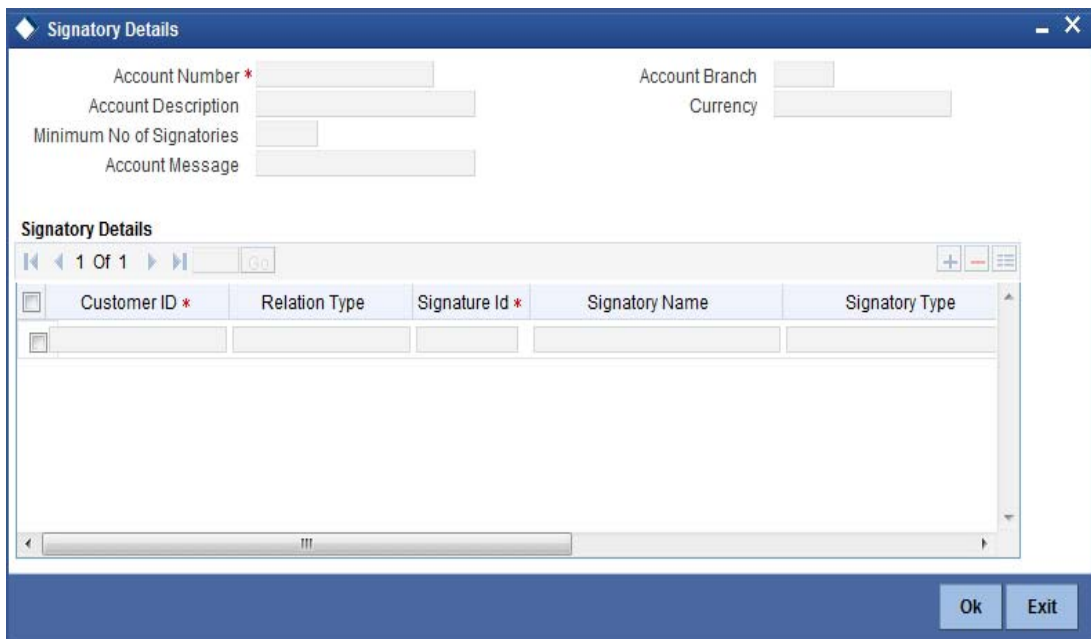 Signatory Details
Account Number *
Account Branch
Account Description
Currency
Minimum No of Signatories
Account Message
Signatory Details
1 Of 1 Go
Customer ID * Relation Type Signature Id * Signatory Name Signatory Type
Ok Exit